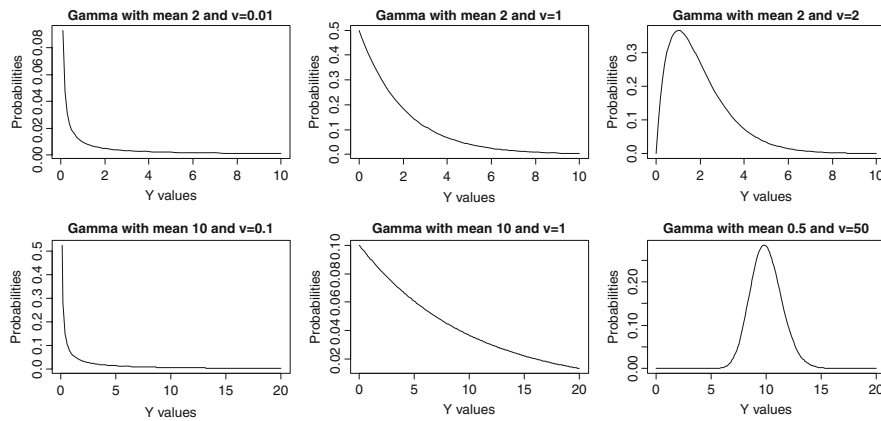 Gamma with mean 2 and v=0.01
Probabilities
0.00 0.02 0.04 0.06 0.08
0 2 4 6 8 10
Y values
Gamma with mean 2 and v=1
Probabilities
0.0 0.1 0.2 0.3 0.4 0.5
0 2 4 6 8 10
Y values
Gamma with mean 2 and v=2
Probabilities
0.0 0.1 0.2 0.3
0 2 4 6 8 10
Y values
Gamma with mean 10 and v=0.1
Probabilities
0.0 0.1 0.2 0.3 0.4 0.5
0 5 10 15 20
Y values
Gamma with mean 10 and v=1
Probabilities
0.02 0.04 0.06 0.08 0.10
0 5 10 15 20
Y values
Gamma with mean 0.5 and v=50
Probabilities
0.00 0.10 0.20
0 5 10 15 20
Y values